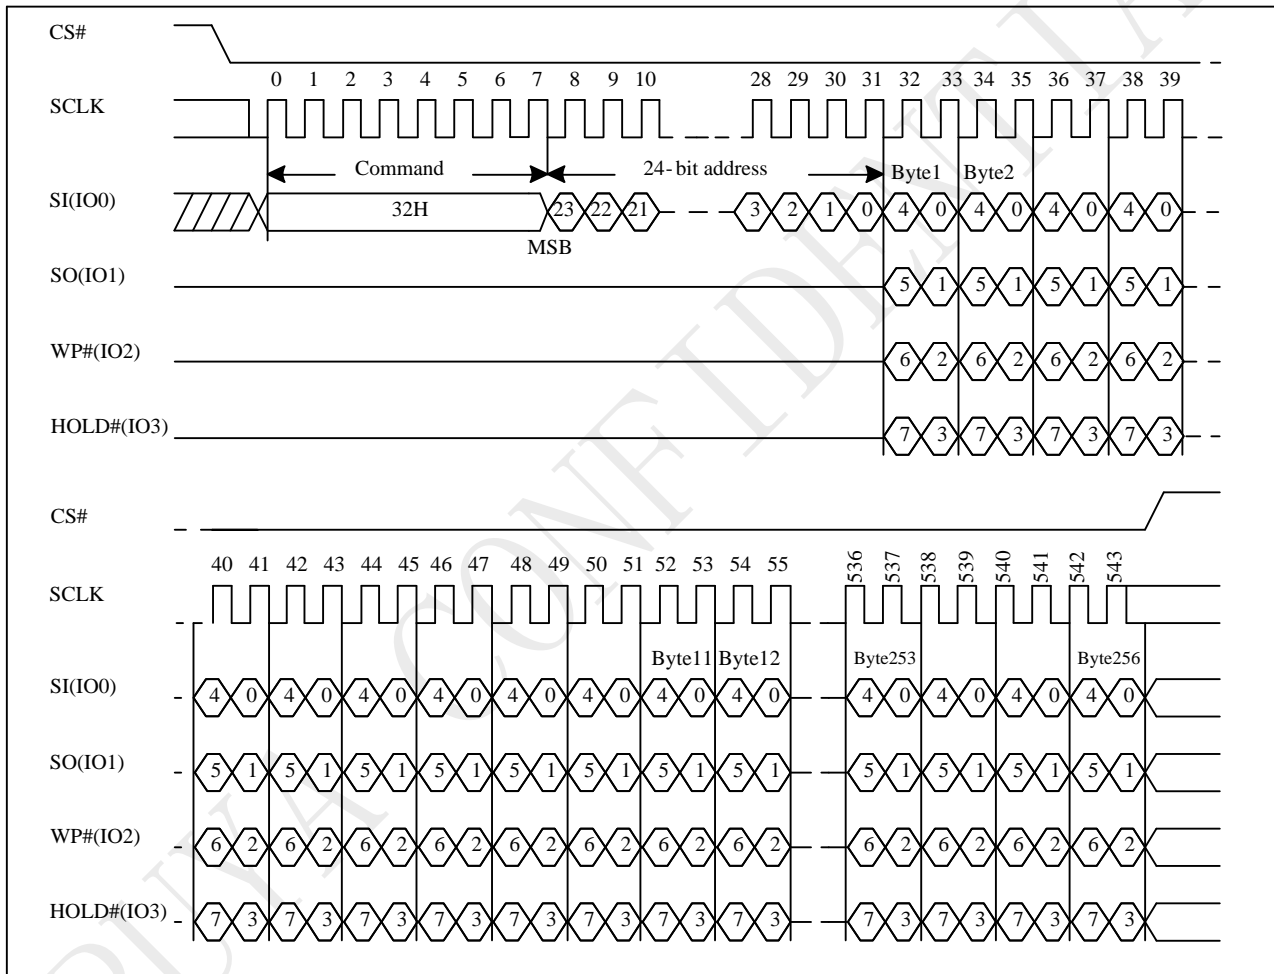 CS#
0 1 2 3 4 5 6 7 8 9 10 28 29 30 31 32 33 34 35 36 37 38 39
SCLK
Command 24-bit address Byte1 Byte2
SI(IO0) 32H 23 22 21 3 2 1 0 4 0 4 0 4 0 4 0
MSB
SO(IO1) 5 1 5 1 5 1 5 1
WP#(IO2) 6 2 6 2 6 2 6 2
HOLD#(IO3) 7 3 7 3 7 3 7 3
CS#
40 41 42 43 44 45 46 47 48 49 50 51 52 53 54 55 536 537 538 539 540 541 542 543
SCLK
Byte11 Byte12 Byte253 Byte256
SI(IO0) 4 0 4 0 4 0 4 0 4 0 4 0 4 0 4 0 4 0 4 0 4 0 4 0
SO(IO1) 5 1 5 1 5 1 5 1 5 1 5 1 5 1 5 1 5 1 5 1 5 1 5 1
WP#(IO2) 6 2 6 2 6 2 6 2 6 2 6 2 6 2 6 2 6 2 6 2 6 2 6 2
HOLD#(IO3) 7 3 7 3 7 3 7 3 7 3 7 3 7 3 7 3 7 3 7 3 7 3 7 3
PUYA CONFIDENTIA